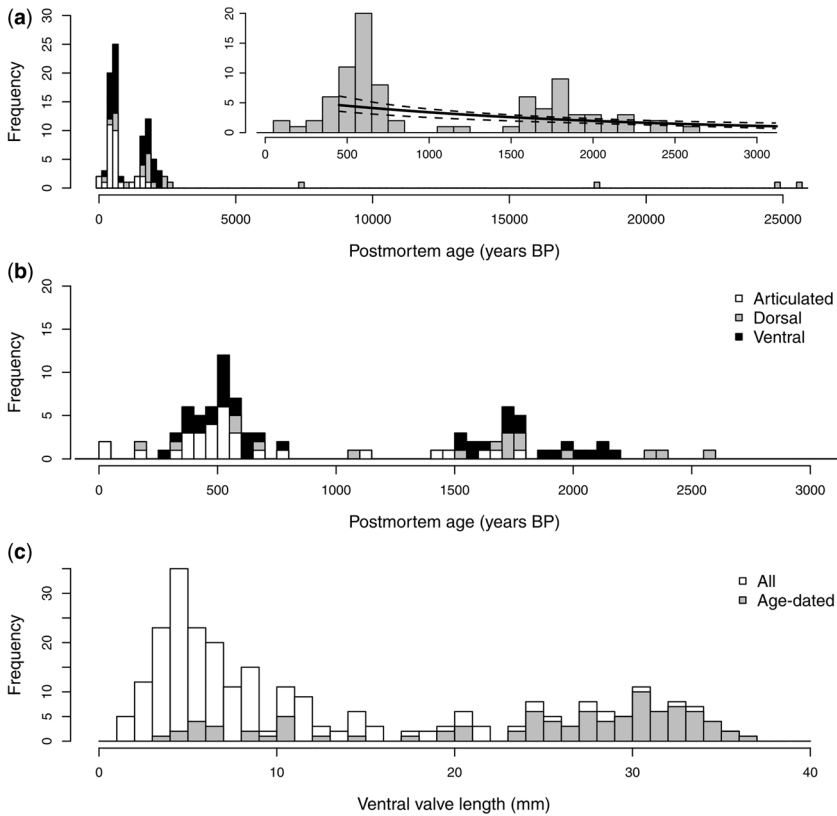 (a)
Frequency
0 5 10 15 20 25 30
0 5 10 15 20
0 500 1000 1500 2000 2500 3000
0 5000 10000 15000 20000 25000
Postmortem age (years BP)
(b)
Frequency
0 5 10 15 20
Articulated
Dorsal
Ventral
0 500 1000 1500 2000 2500 3000
Postmortem age (years BP)
(c)
Frequency
0 5 10 20 30
All
Age-dated
0 10 20 30 40
Ventral valve length (mm)